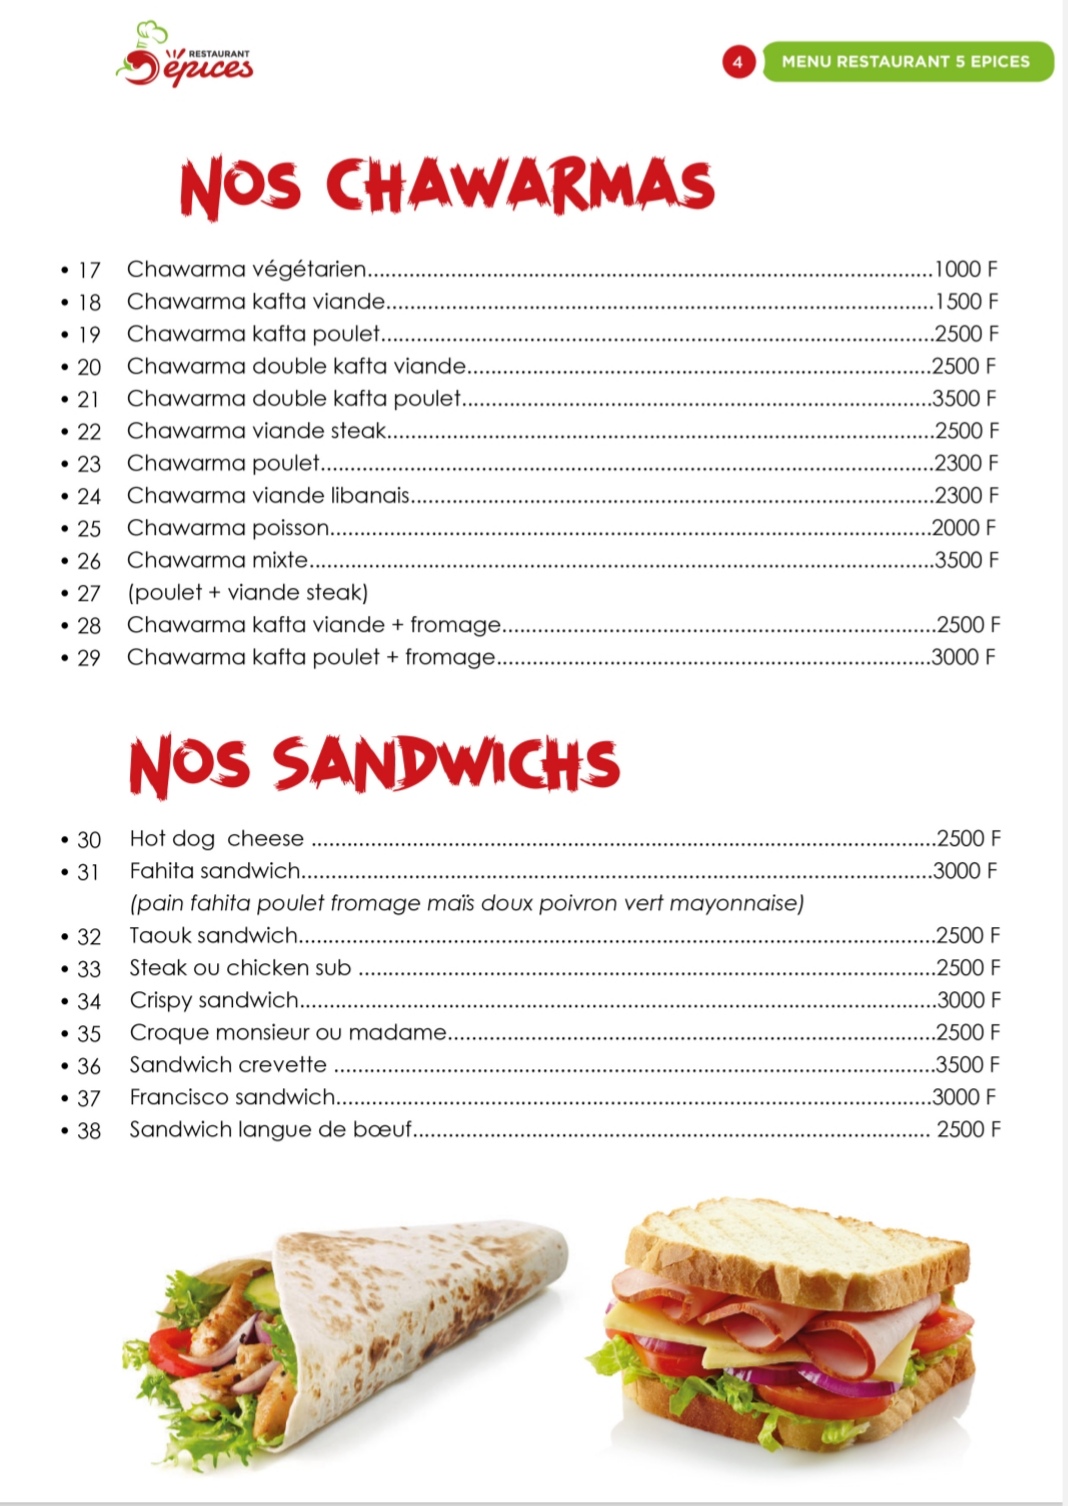 RESTAURANT
5 épices
4
MENU RESTAURANT 5 EPICES
NOS CHAWARMAS
• 17 Chawarma végétarien....................1000 F
• 18 Chawarma kafta viande....................1500 F
• 19 Chawarma kafta poulet....................2500 F
• 20 Chawarma double kafta viande....................2500 F
• 21 Chawarma double kafta poulet....................3500 F
• 22 Chawarma viande steak....................2500 F
• 23 Chawarma poulet....................2300 F
• 24 Chawarma viande libanais....................2300 F
• 25 Chawarma poisson....................2000 F
• 26 Chawarma mixte....................3500 F
• 27 (poulet + viande steak)
• 28 Chawarma kafta viande + fromage....................2500 F
• 29 Chawarma kafta poulet + fromage....................3000 F
NOS SANDWICHS
• 30 Hot dog cheese ....................2500 F
• 31 Fahita sandwich....................3000 F
(pain fahita poulet fromage maïs doux poivron vert mayonnaise)
• 32 Taouk sandwich....................2500 F
• 33 Steak ou chicken sub ....................2500 F
• 34 Crispy sandwich....................3000 F
• 35 Croque monsieur ou madame....................2500 F
• 36 Sandwich crevette ....................3500 F
• 37 Francisco sandwich....................3000 F
• 38 Sandwich langue de bœuf.................... 2500 F